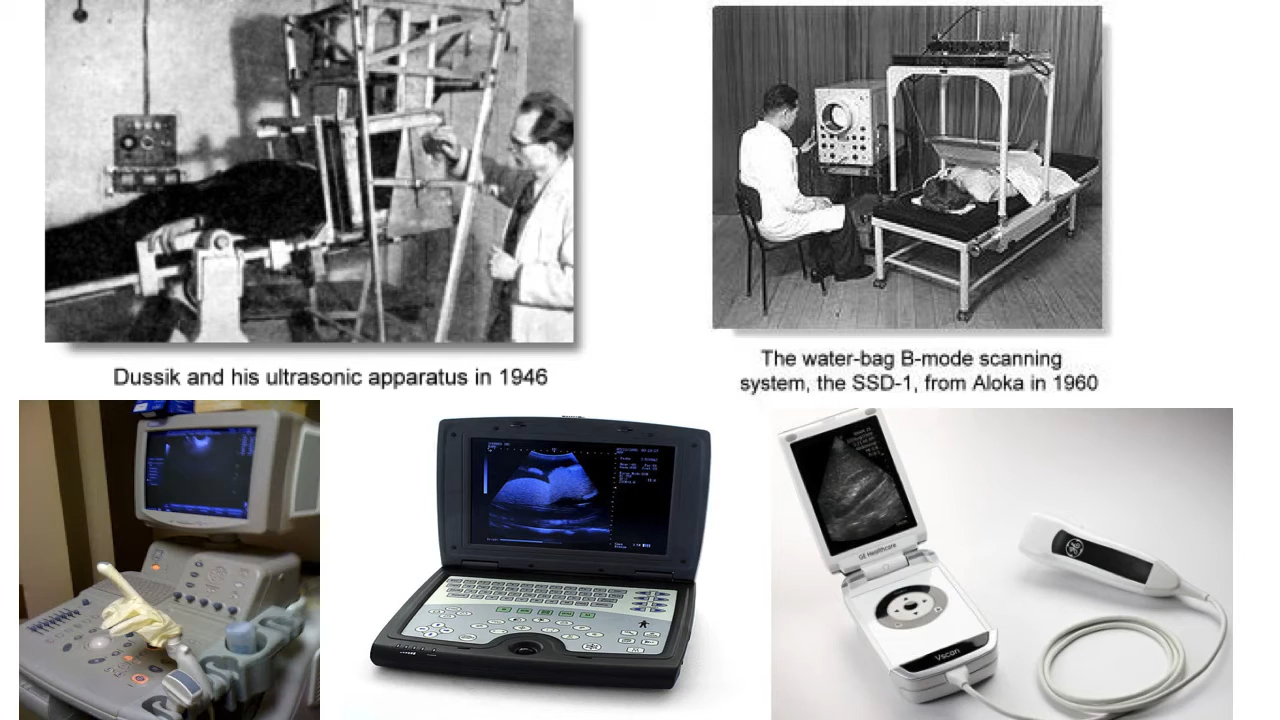 Dussik and his ultrasonic apparatus in 1946
The water-bag B-mode scanning
system, the SSD-1, from Aloka in 1960
GE Healthcare
Vscan